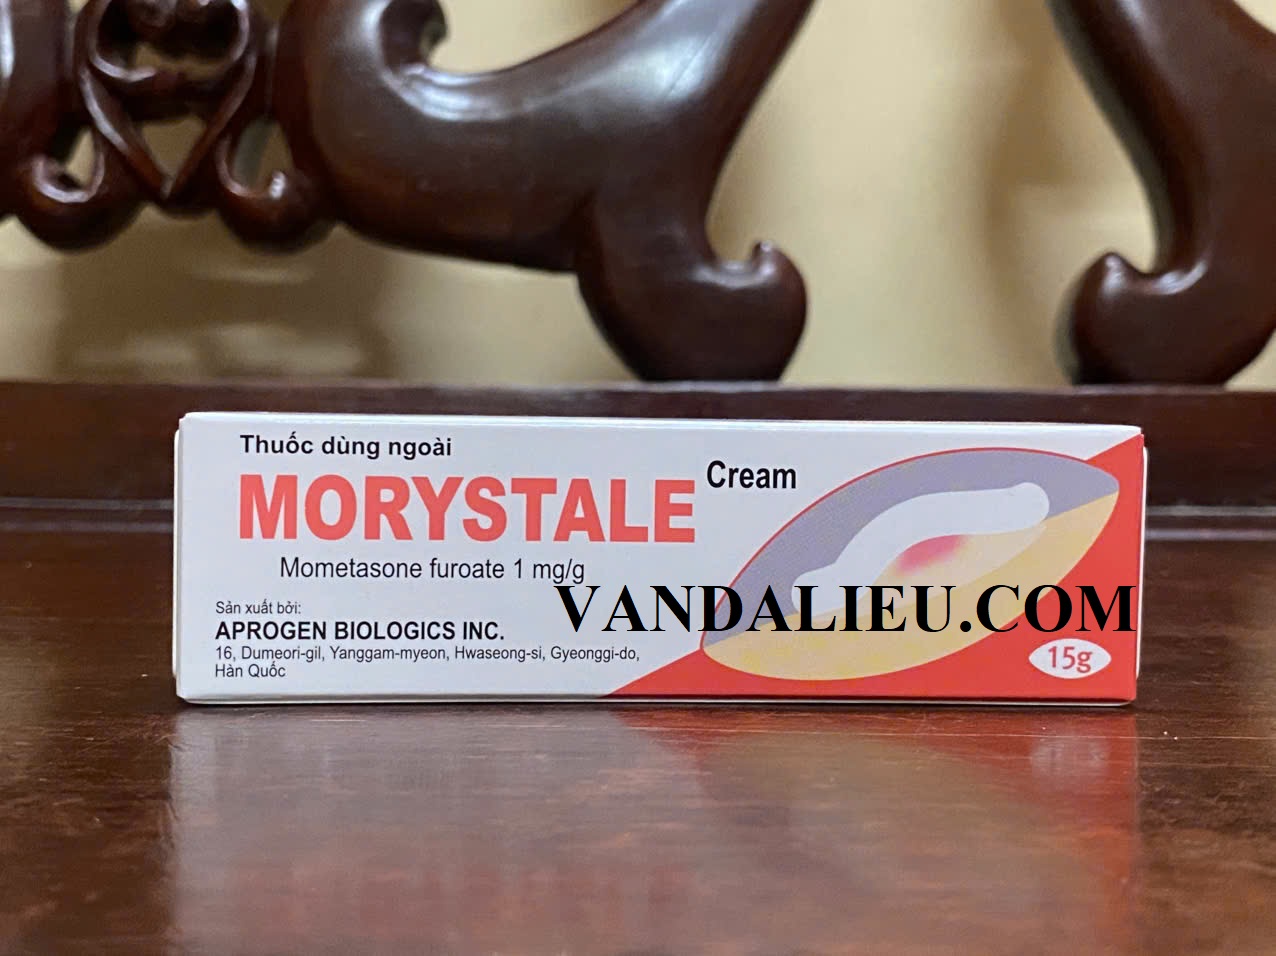 Thuốc dùng ngoài
MORYSTALE Cream
Mometasone furoate 1 mg/g
VANDALIEU.COM
Sản xuất bởi:
APROGEN BIOLOGICS INC.
16, Dumeori-gil, Yanggam-myeon, Hwaseong-si, Gyeonggi-do,
Hàn Quốc
15g